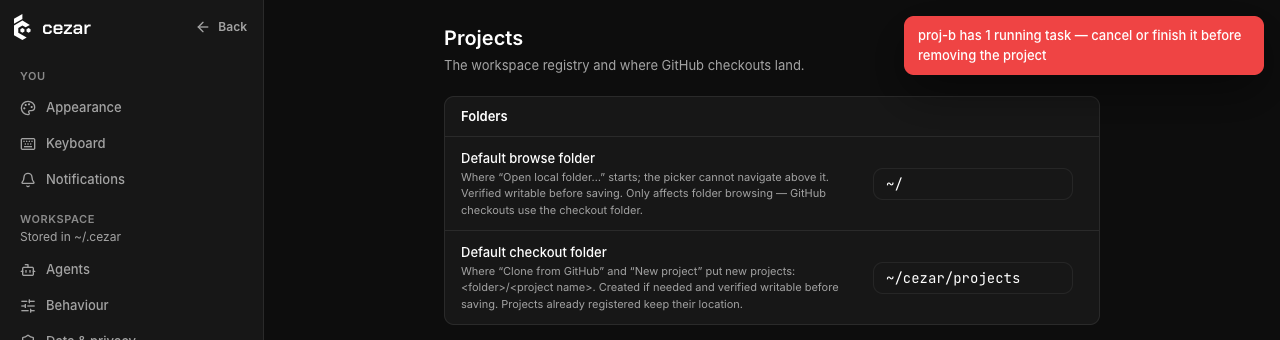 cezar
Back
YOU
Appearance
Keyboard
Notifications
WORKSPACE
Stored in ~/.cezar
Agents
Behaviour
Data & privacy
Projects
The workspace registry and where GitHub checkouts land.
proj-b has 1 running task — cancel or finish it before
removing the project
Folders
Default browse folder
Where “Open local folder...” starts; the picker cannot navigate above it.
Verified writable before saving. Only affects folder browsing — GitHub
checkouts use the checkout folder.
~/
Default checkout folder
Where “Clone from GitHub” and “New project” put new projects:
<folder>/<project name>. Created if needed and verified writable before
saving. Projects already registered keep their location.
~/cezar/projects